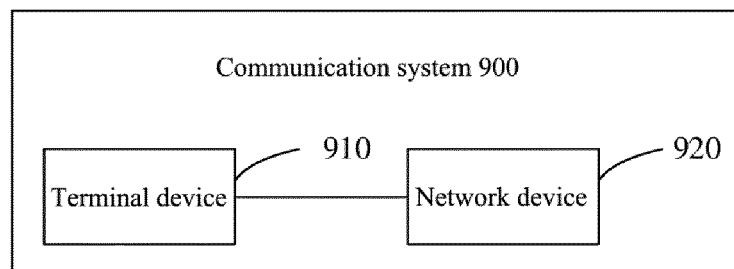 Communication system 900
910
920
Terminal device
Network device